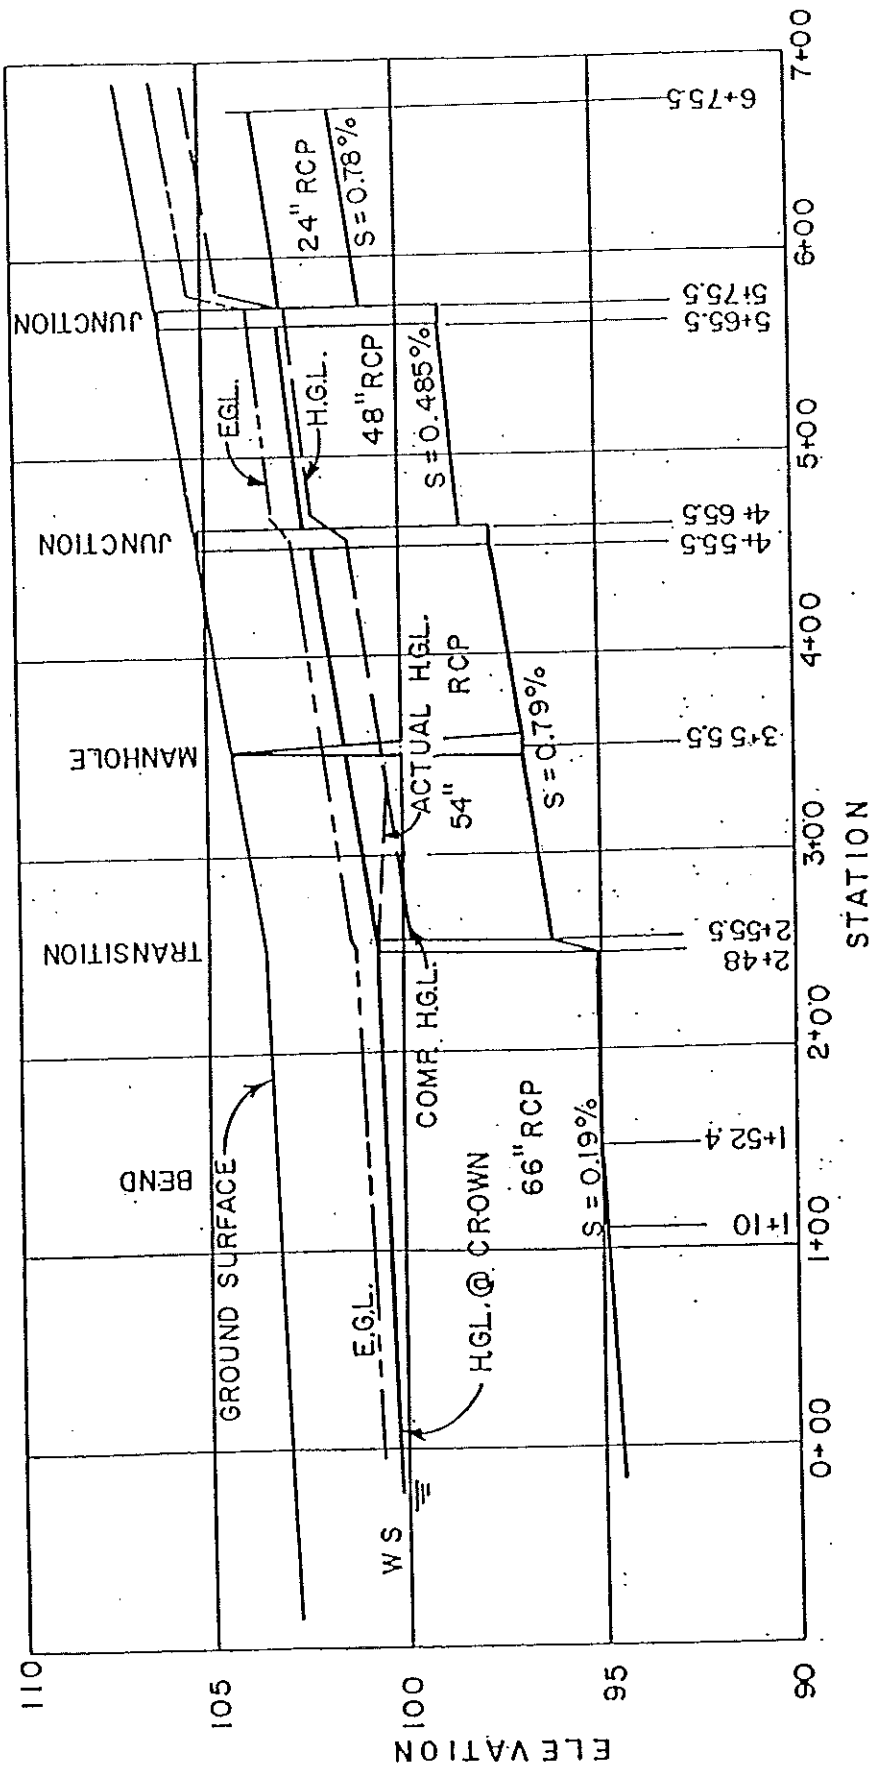 110
105
100
95
90
ELEVATION
0+00
1+00
2+00
3+00
4+00
5+00
6+00
7+00
STATION
BEND
TRANSITION
MANHOLE
JUNCTION
JUNCTION
GROUND SURFACE
E.G.L.
EGL.
H.G.L.
WS
H.GL.@ CROWN
COMP. H.G.L.
ACTUAL H.GL.
66" RCP
S=0.19%
54" RCP
S=0.79%
48" RCP
S=0.485%
24" RCP
S=0.78%
1+10
1+52.4
2+48
2+55.5
3+55.5
4+55.5
4+65.5
5+65.5
5+75.5
6+75.5